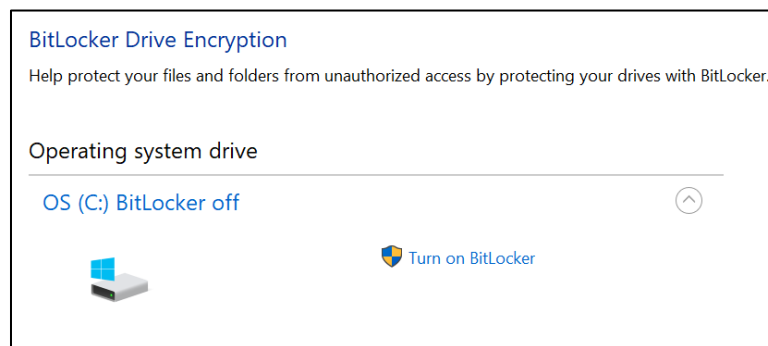 BitLocker Drive Encryption
Help protect your files and folders from unauthorized access by protecting your drives with BitLocker.
Operating system drive
OS (C:) BitLocker off
Turn on BitLocker